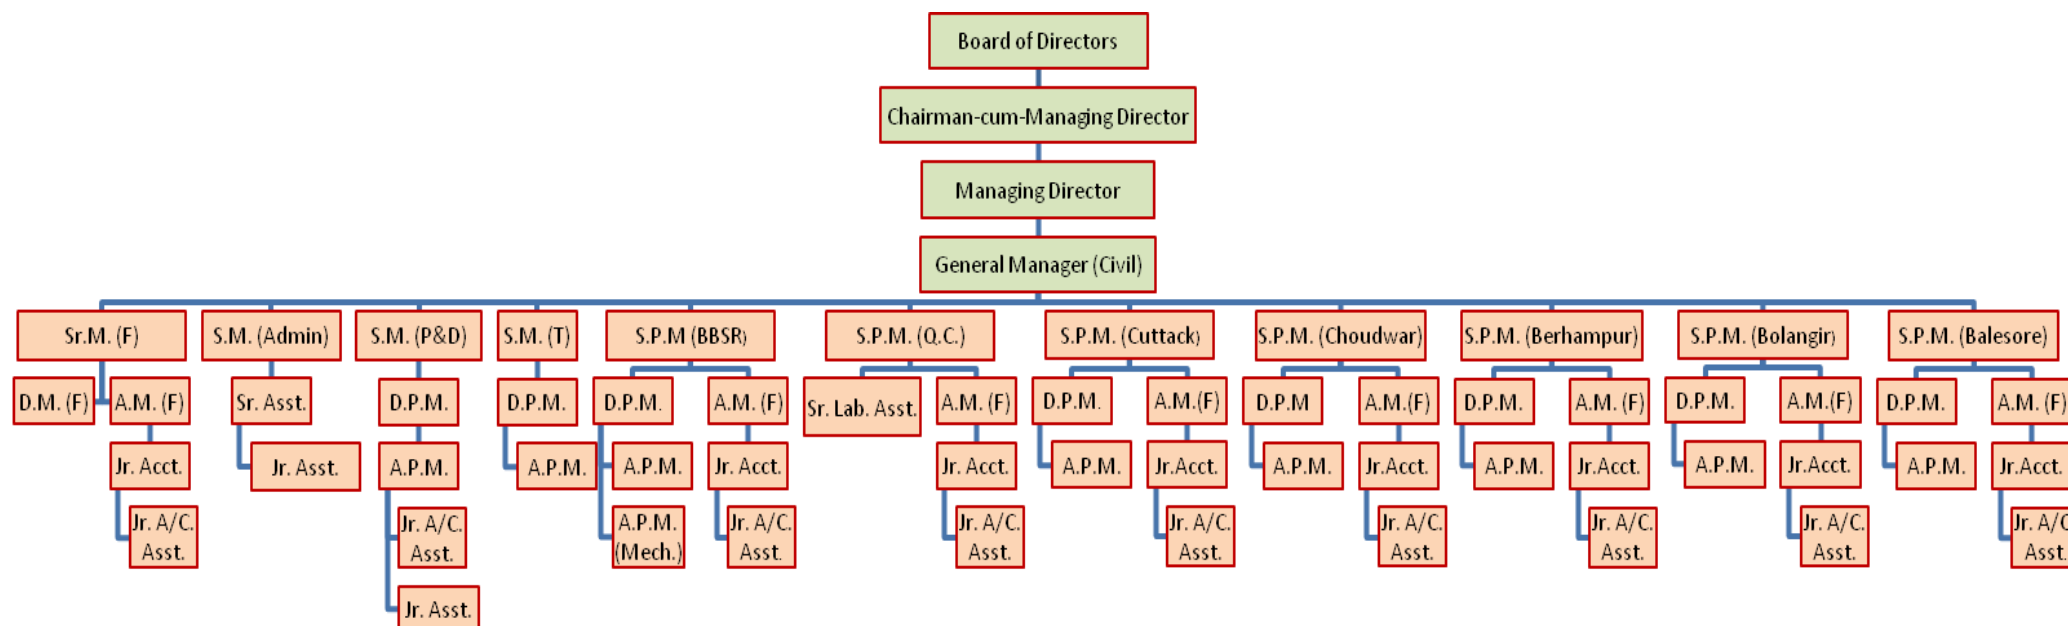 Board of Directors
Chairman-cum-Managing Director
Managing Director
General Manager (Civil)
Sr.M. (F)
S.M. (Admin)
S.M. (P&D)
S.M. (T)
S.P.M (BBSR)
S.P.M. (Q.C.)
S.P.M. (Cuttack)
S.P.M. (Choudwar)
S.P.M. (Berhampur)
S.P.M. (Bolangir)
S.P.M. (Balesore)
D.M. (F)
A.M. (F)
Sr. Asst.
D.P.M.
D.P.M.
D.P.M.
A.M. (F)
Sr. Lab. Asst.
A.M. (F)
D.P.M.
A.M.(F)
D.P.M
A.M.(F)
D.P.M.
A.M. (F)
D.P.M.
A.M.(F)
D.P.M.
A.M. (F)
Jr. Acct.
Jr. Asst.
A.P.M.
A.P.M.
A.P.M.
Jr. Acct.
Jr. Acct.
A.P.M.
Jr.Acct.
A.P.M.
Jr.Acct.
A.P.M.
Jr.Acct.
A.P.M.
Jr.Acct.
A.P.M.
Jr.Acct.
Jr. A/C.
Asst.
Jr. A/C.
Asst.
A.P.M.
(Mech.)
Jr. A/C.
Asst.
Jr. A/C.
Asst.
Jr. A/C.
Asst.
Jr. A/C.
Asst.
Jr. A/C.
Asst.
Jr. A/C.
Asst.
Jr. A/C
Asst.
Jr. Asst.